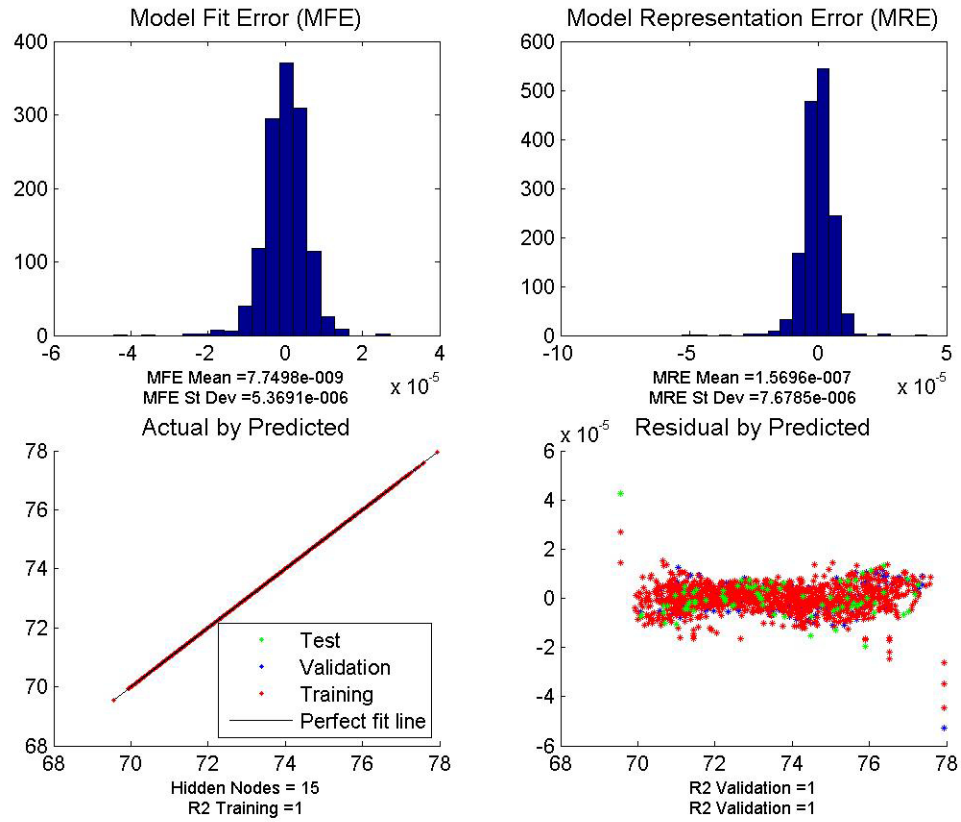 Model Fit Error (MFE)
400
300
200
100
0
-6
-4
-2
0
2
4
x 10^-5
MFE Mean =7.7498e-009
MFE St Dev =5.3691e-006
Model Representation Error (MRE)
600
500
400
300
200
100
0
-10
-5
0
5
x 10^-5
MRE Mean =1.5696e-007
MRE St Dev =7.6785e-006
Actual by Predicted
78
76
74
72
70
68
Test
Validation
Training
Perfect fit line
70
72
74
76
78
Hidden Nodes = 15
R2 Training =1
Residual by Predicted
x 10^-5
6
4
2
0
-2
-4
-6
68
70
72
74
76
78
R2 Validation =1
R2 Validation =1